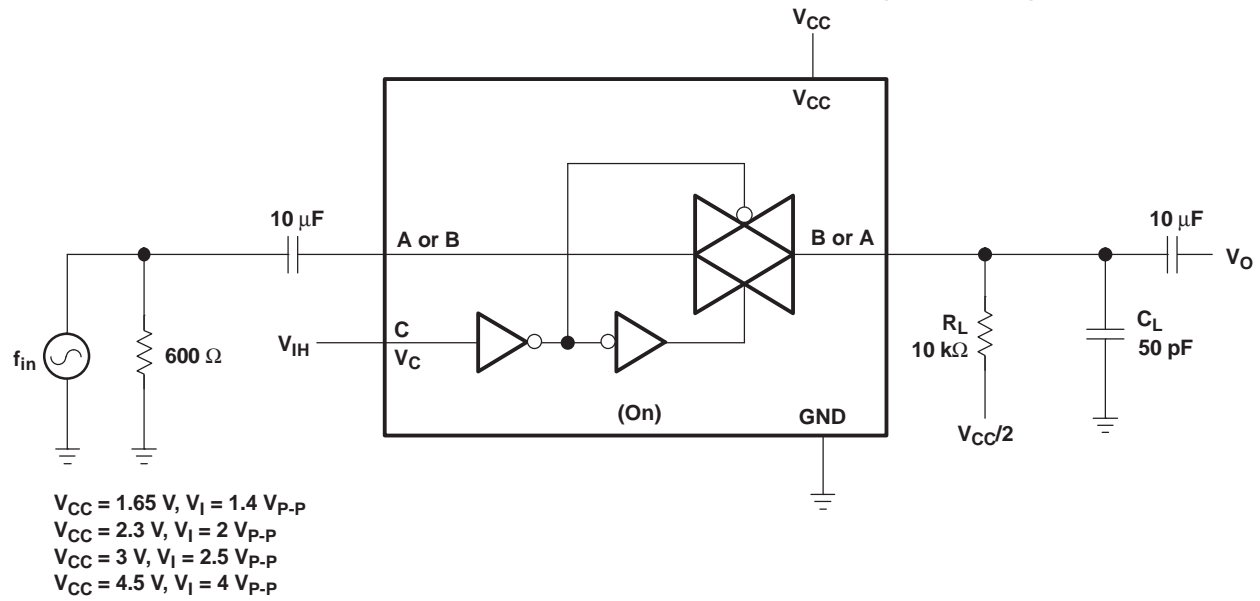 VCC
VCC
10 μF
A or B
B or A
10 μF
VO
fin
600 Ω
VIH
C
VC
RL
10 kΩ
CL
50 pF
(On)
GND
VCC/2
VCC = 1.65 V, VI = 1.4 VP-P
VCC = 2.3 V, VI = 2 VP-P
VCC = 3 V, VI = 2.5 VP-P
VCC = 4.5 V, VI = 4 VP-P